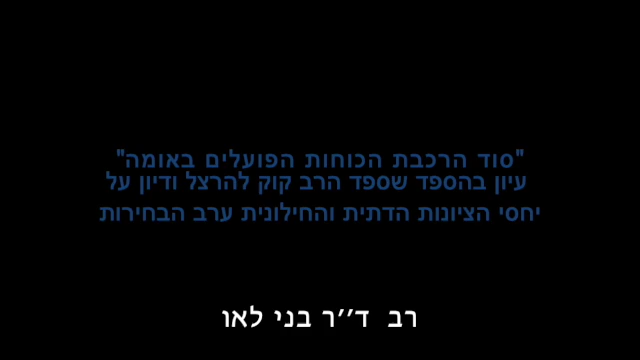 "סוד הרכבת הכוחות הפועלים באומה"
עיון בהספד שספד הרב קוק להרצל ודיון על
יחסי הציונות הדתית והחילונית ערב הבחירות
רב ד''ר בני לאו